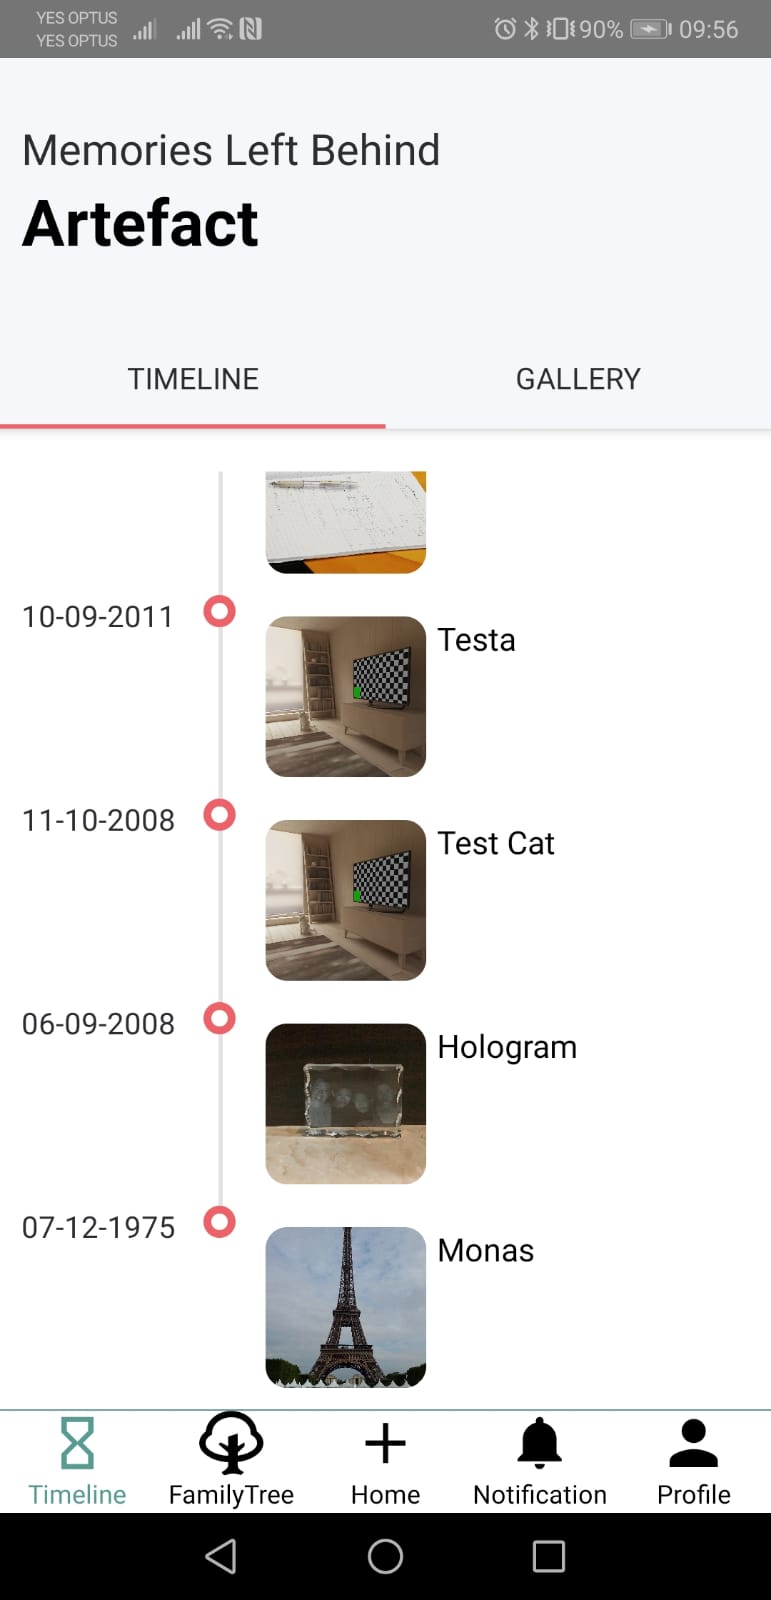 YES OPTUS
YES OPTUS
90% 09:56
Memories Left Behind
Artefact
TIMELINE GALLERY
10-09-2011 Testa
11-10-2008 Test Cat
06-09-2008 Hologram
07-12-1975 Monas
Timeline FamilyTree Home Notification Profile